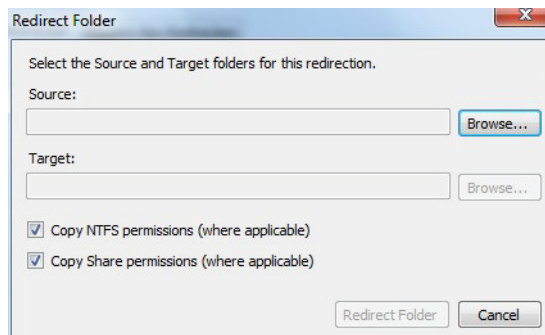 Redirect Folder
Select the Source and Target folders for this redirection.
Source:
Browse...
Target:
Browse...
Copy NTFS permissions (where applicable)
Copy Share permissions (where applicable)
Redirect Folder Cancel